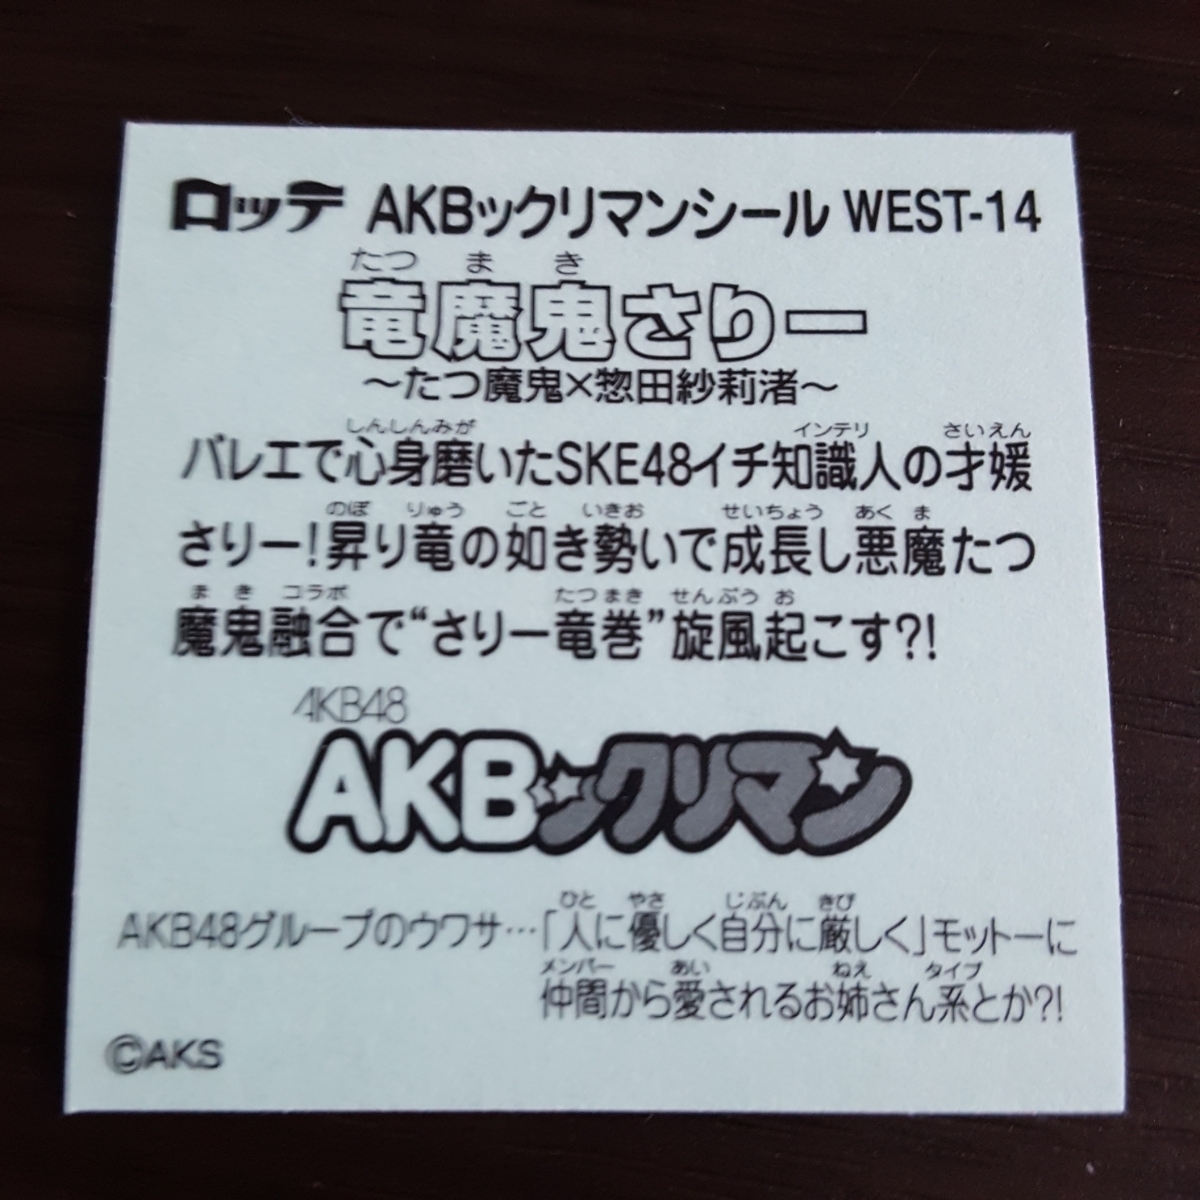 ロッテ AKBックリマンシール WEST-14
たつ ま き
竜魔鬼さりー
～たつ魔鬼×惣田紗莉渚～
しんしんみが インテリ さいえん
バレエで心身磨いたSKE48イチ知識人の才媛
のぼ りゅう ごと いきお せいちょう あく ま
さりー!昇り竜の如き勢いで成長し悪魔たつ
ま き コラボ たつまき せんぷう お
魔鬼融合で“さりー竜巻”旋風起こす?!
AKB48
AKBックリマン
ひと やさ じぶん きび
AKB48グループのウワサ…「人に優しく自分に厳しく」モットーに
メンバー あい ねえ タイプ
仲間から愛されるお姉さん系とか?!
©AKS